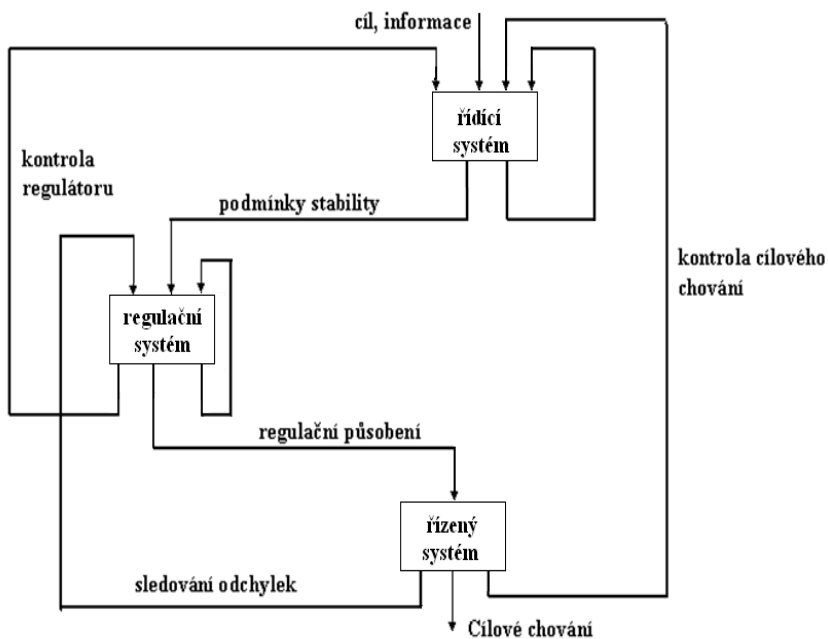 cíl, informace
řídící
systém
kontrola
regulátoru
podmínky stability
kontrola cílového
chování
regulační
systém
regulační působení
řízený
systém
sledování odchylek
Cílové chování